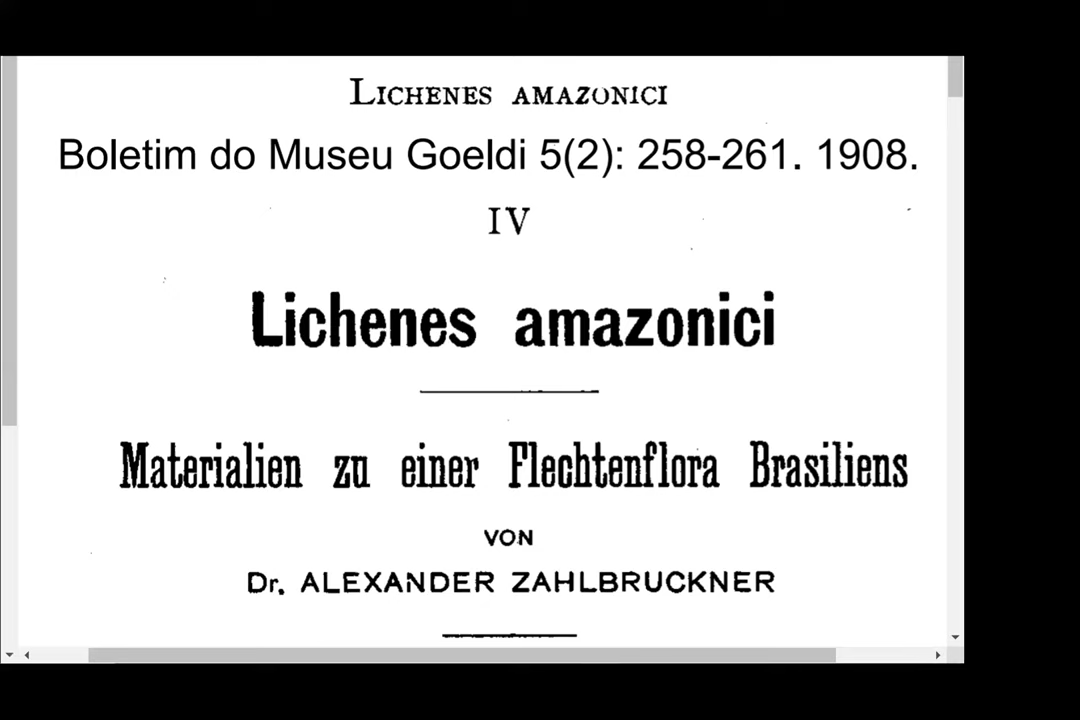 LICHENES AMAZONICI
Boletim do Museu Goeldi 5(2): 258-261. 1908.
IV
Lichenes amazonici
Materialien zu einer Flechtenflora Brasiliens
VON
Dr. ALEXANDER ZAHLBRUCKNER